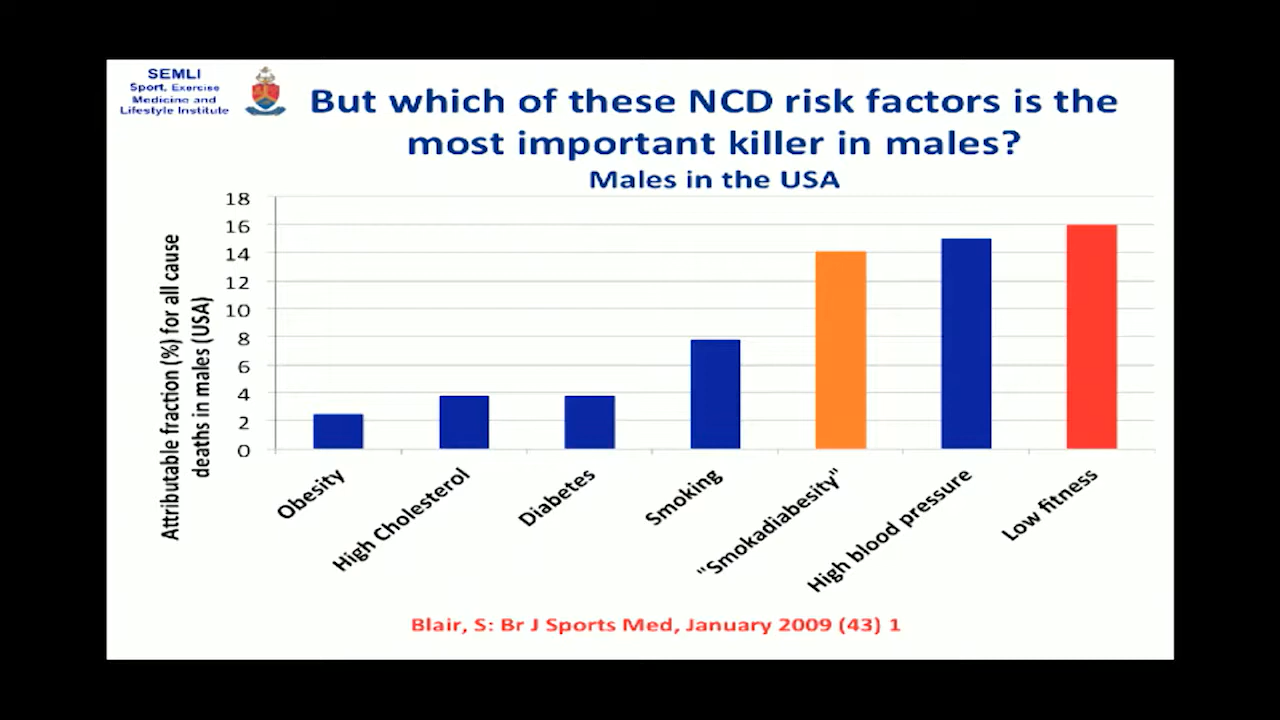 SEMLI
Sport, Exercise
Medicine and
Lifestyle Institute
But which of these NCD risk factors is the
most important killer in males?
Males in the USA
Attributable fraction (%) for all cause
deaths in males (USA)
18
16
14
12
10
8
6
4
2
0
Obesity
High Cholesterol
Diabetes
Smoking
"Smokadiabesity"
High blood pressure
Low fitness
Blair, S: Br J Sports Med, January 2009 (43) 1